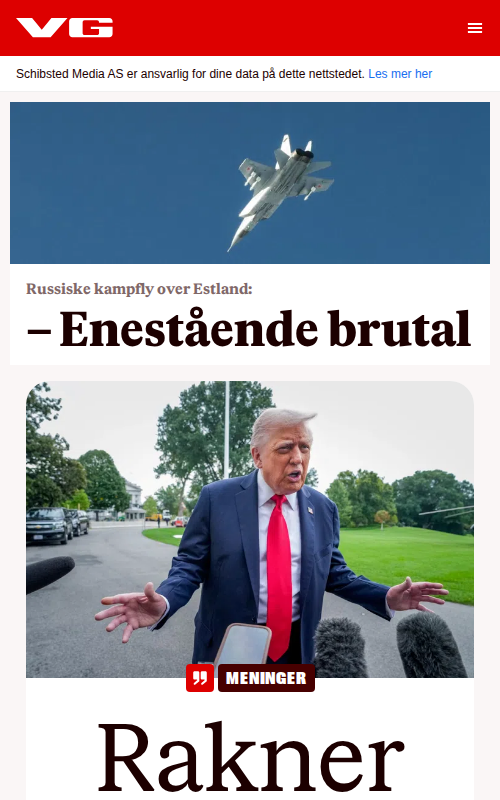 VG
Schibsted Media AS er ansvarlig for dine data på dette nettstedet. Les mer her
Russiske kampfly over Estland:
– Enestående brutal
MENINGER
Rakner